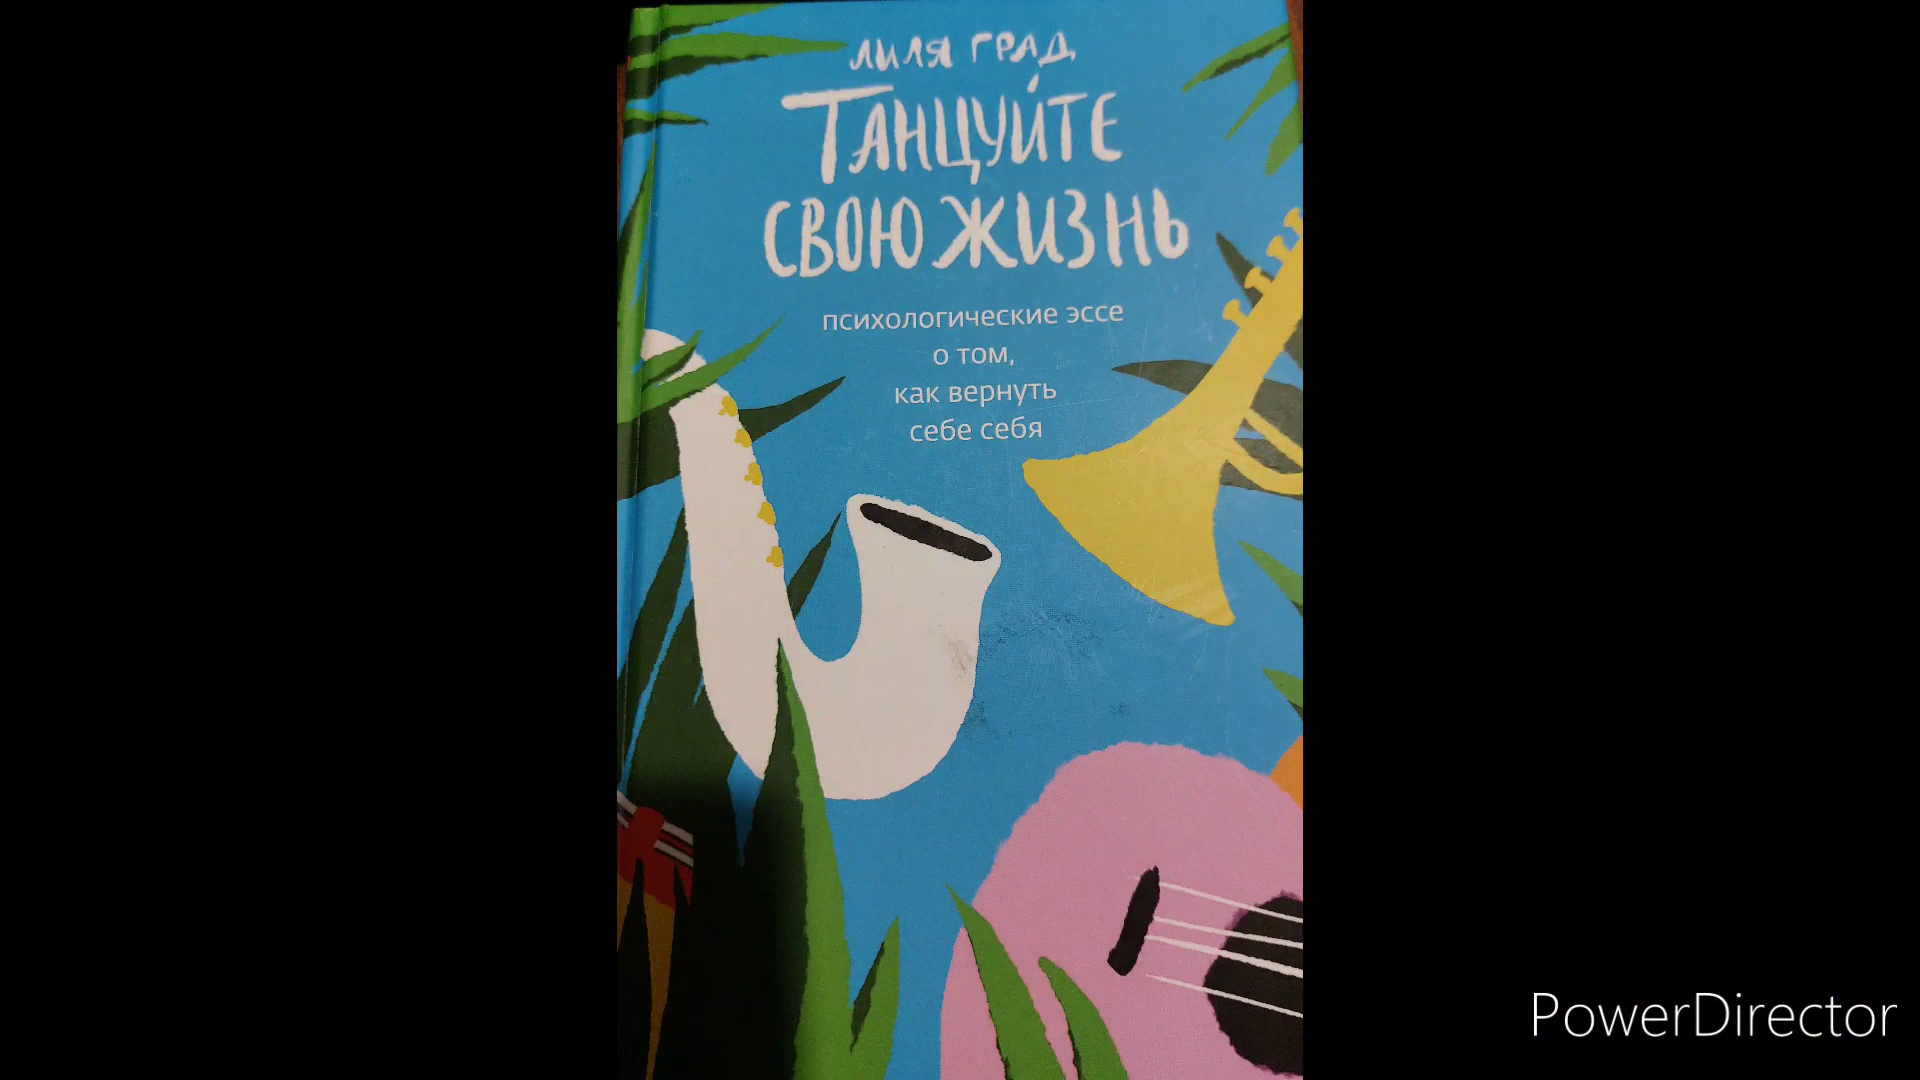 ЛИЛЯ ГРАД
ТАНЦУЙТЕ
СВОЮ ЖИЗНЬ
психологические эссе
о том,
как вернуть
себе себя
PowerDirector